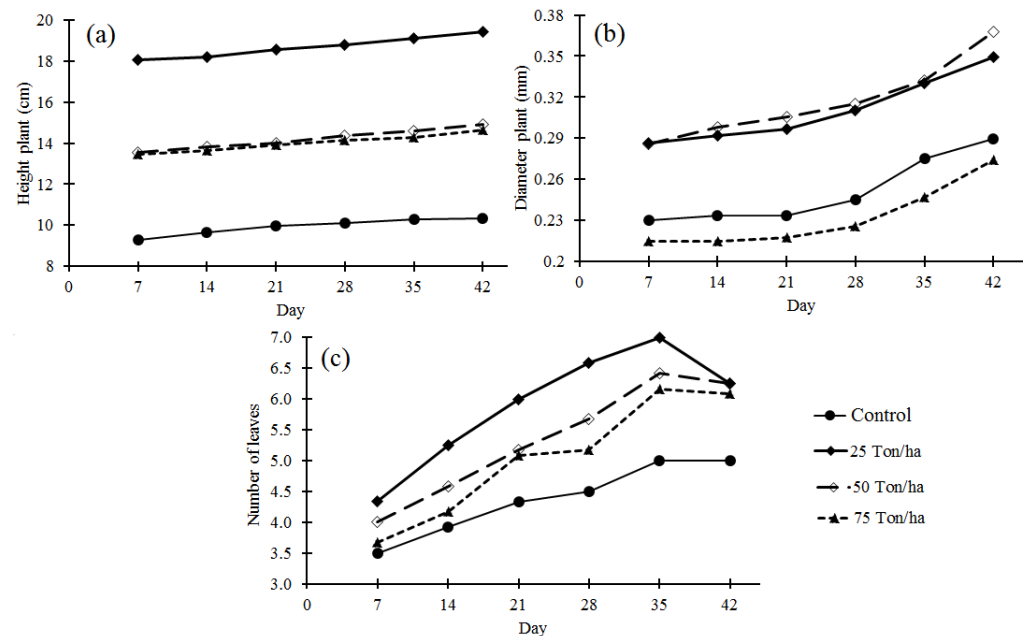 (a)
Height plant (cm)
20
18
16
14
12
10
8
0 7 14 21 28 35 42
Day
(b)
Diameter plant (mm)
0.38
0.35
0.32
0.29
0.26
0.23
0.2
0 7 14 21 28 35 42
Day
(c)
Number of leaves
7.0
6.5
6.0
5.5
5.0
4.5
4.0
3.5
3.0
0 7 14 21 28 35 42
Day
Control
25 Ton/ha
50 Ton/ha
75 Ton/ha